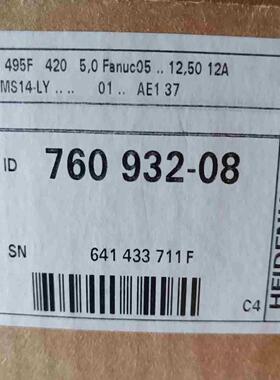 495F 420 5,0 Fanuc05 .. 12,50 12A
MS14-LY .. .. 01 .. AE1 37
ID 760 932-08
SN 641 433 711 F
C4